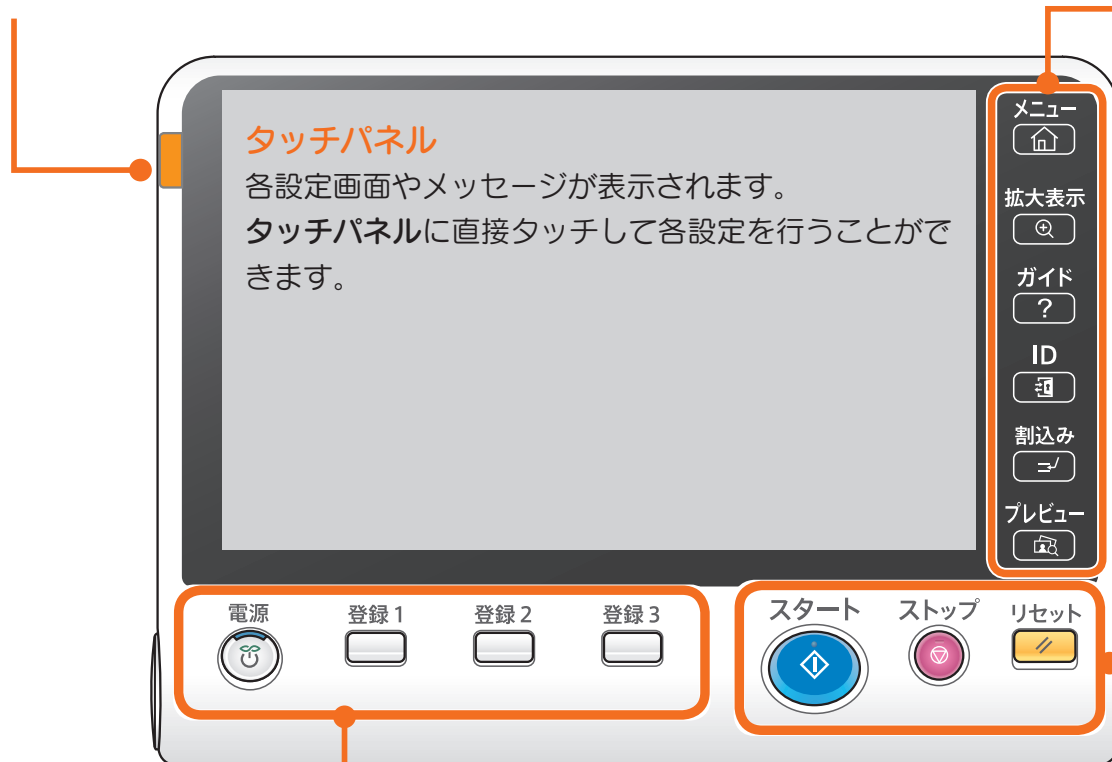 タッチパネル
各設定画面やメッセージが表示されます。
タッチパネルに直接タッチして各設定を行うことがで
きます。
メニュー
拡大表示
ガイド
?
ID
割込み
プレビュー
電源
登録1
登録2
登録3
スタート
ストップ
リセット